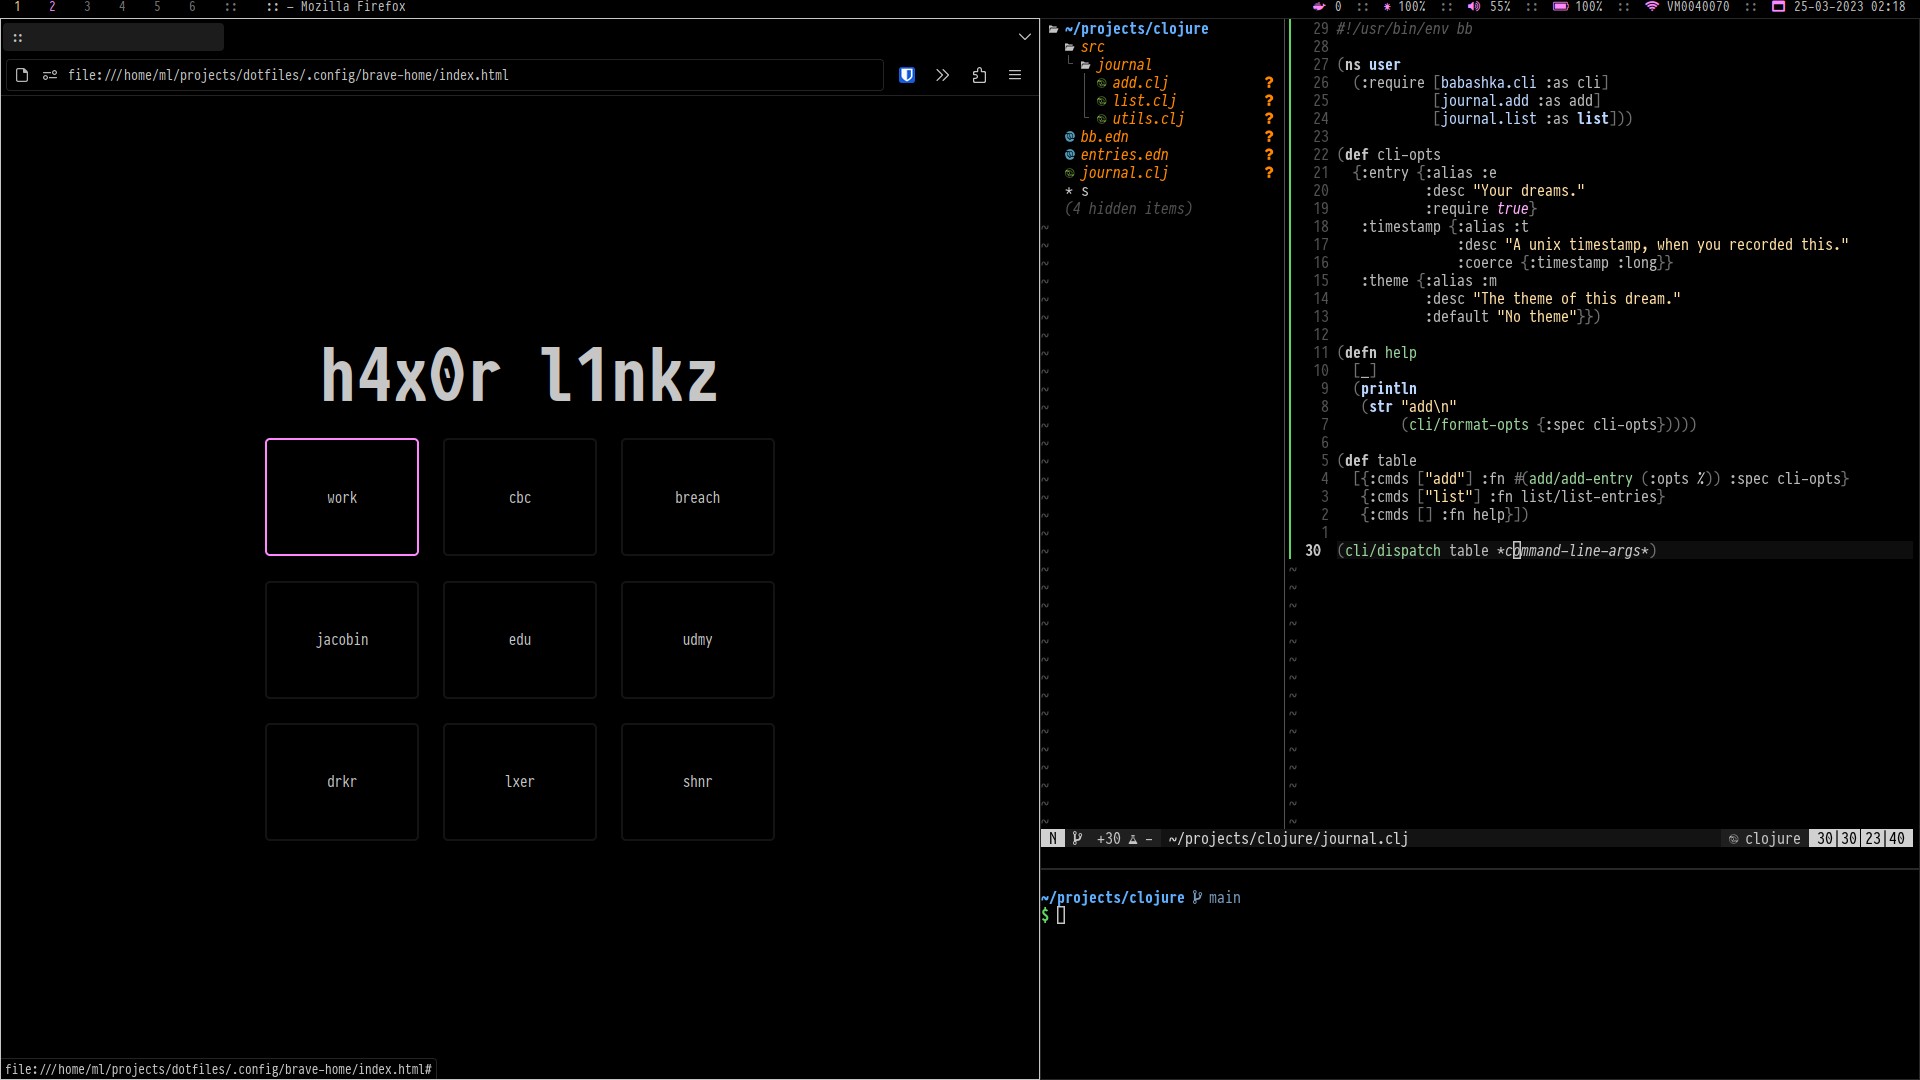 1 2 3 4 5 6 :: :: — Mozilla Firefox
0 :: 100% :: 55% :: 100% :: VM0040070 :: 25-03-2023 02:18
::
file:///home/ml/projects/dotfiles/.config/brave-home/index.html
h4x0r l1nkz
work cbc breach
jacobin edu udmy
drkr lxer shnr
file:///home/ml/projects/dotfiles/.config/brave-home/index.html#
~/projects/clojure
src
journal
add.clj ?
list.clj ?
utils.clj ?
bb.edn ?
entries.edn ?
journal.clj ?
* s
(4 hidden items)
29 #!/usr/bin/env bb
28
27 (ns user
26   (:require [babashka.cli :as cli]
25             [journal.add :as add]
24             [journal.list :as list]))
23
22 (def cli-opts
21   {:entry {:alias :e
20            :desc "Your dreams."
19            :require true}
18    :timestamp {:alias :t
17                :desc "A unix timestamp, when you recorded this."
16                :coerce {:timestamp :long}}
15    :theme {:alias :m
14            :desc "The theme of this dream."
13            :default "No theme"}})
12
11 (defn help
10   [_]
9   (println
8    (str "add\n"
7         (cli/format-opts {:spec cli-opts}))))
6
5 (def table
4   [{:cmds ["add"] :fn #(add/add-entry (:opts %)) :spec cli-opts}
3    {:cmds ["list"] :fn list/list-entries}
2    {:cmds [] :fn help}])
1
30 (cli/dispatch table *command-line-args*)
N +30 - ~/projects/clojure/journal.clj clojure 30|30|23|40
~/projects/clojure main
$